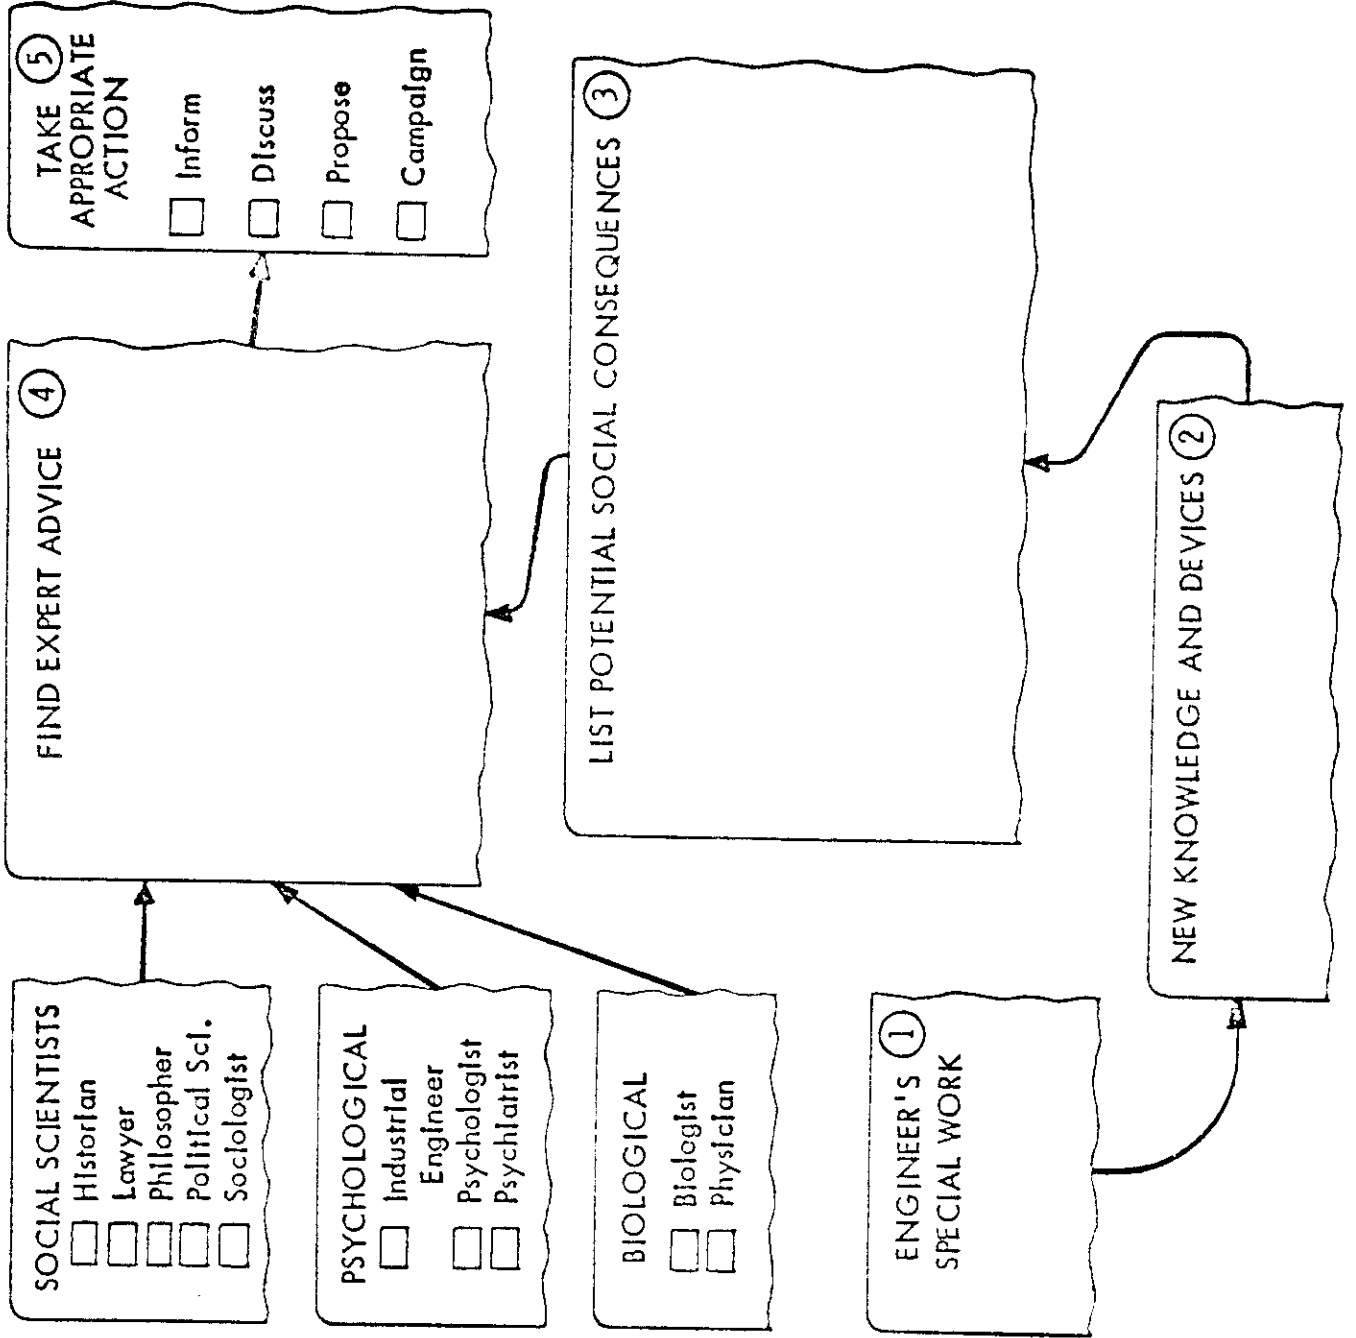 SOCIAL SCIENTISTS
Historian
Lawyer
Philosopher
Political Sci.
Sociologist
PSYCHOLOGICAL
Industrial
Engineer
Psychologist
Psychiatrist
BIOLOGICAL
Biologist
Physician
ENGINEER'S 1
SPECIAL WORK
NEW KNOWLEDGE AND DEVICES 2
LIST POTENTIAL SOCIAL CONSEQUENCES 3
FIND EXPERT ADVICE 4
TAKE 5
APPROPRIATE
ACTION
Inform
Discuss
Propose
Campaign